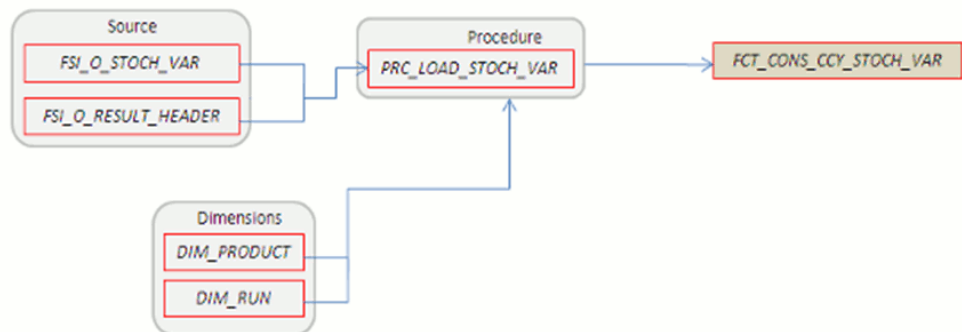 Source
FSI_O_STOCH_VAR
FSI_O_RESULT_HEADER
Procedure
PRC_LOAD_STOCH_VAR
FCT_CONS_CCY_STOCH_VAR
Dimensions
DIM_PRODUCT
DIM_RUN